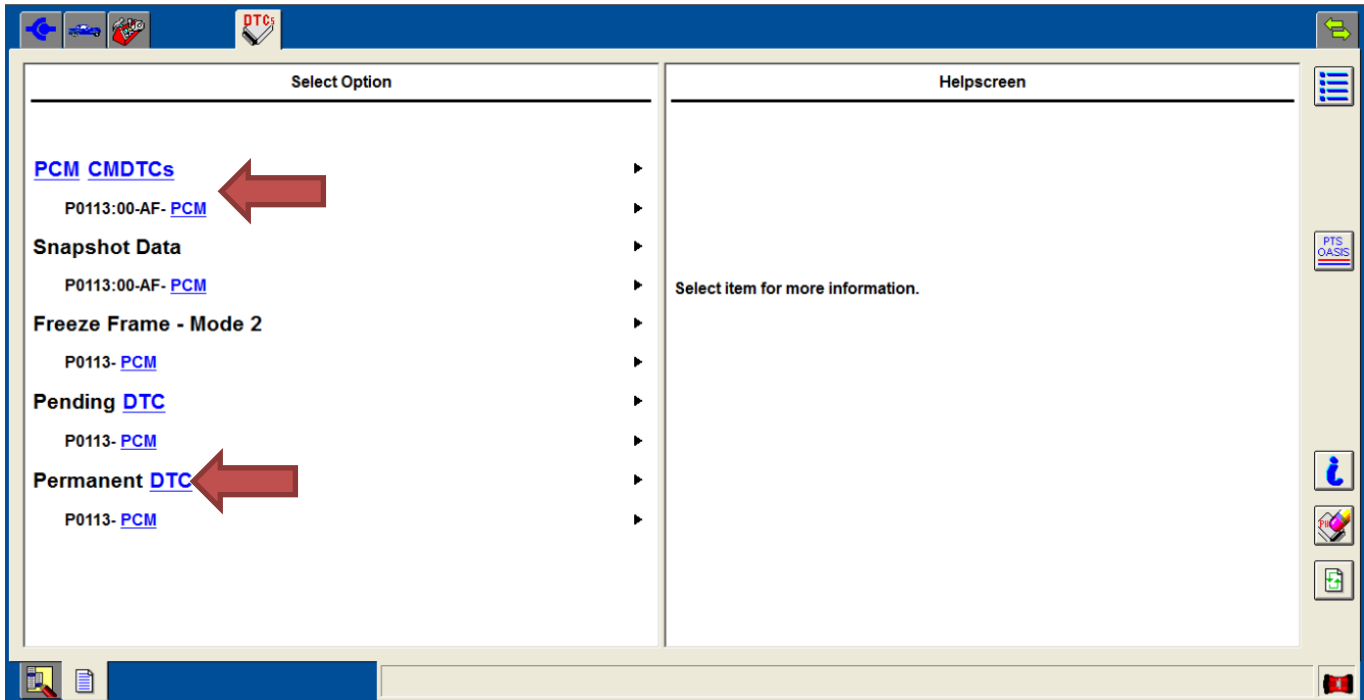 DTCs
Select Option
Helpscreen
PCM CMDTCs
P0113:00-AF- PCM
Snapshot Data
P0113:00-AF- PCM
Freeze Frame - Mode 2
P0113- PCM
Pending DTC
P0113- PCM
Permanent DTC
P0113- PCM
Select item for more information.
PTS
OASIS
i